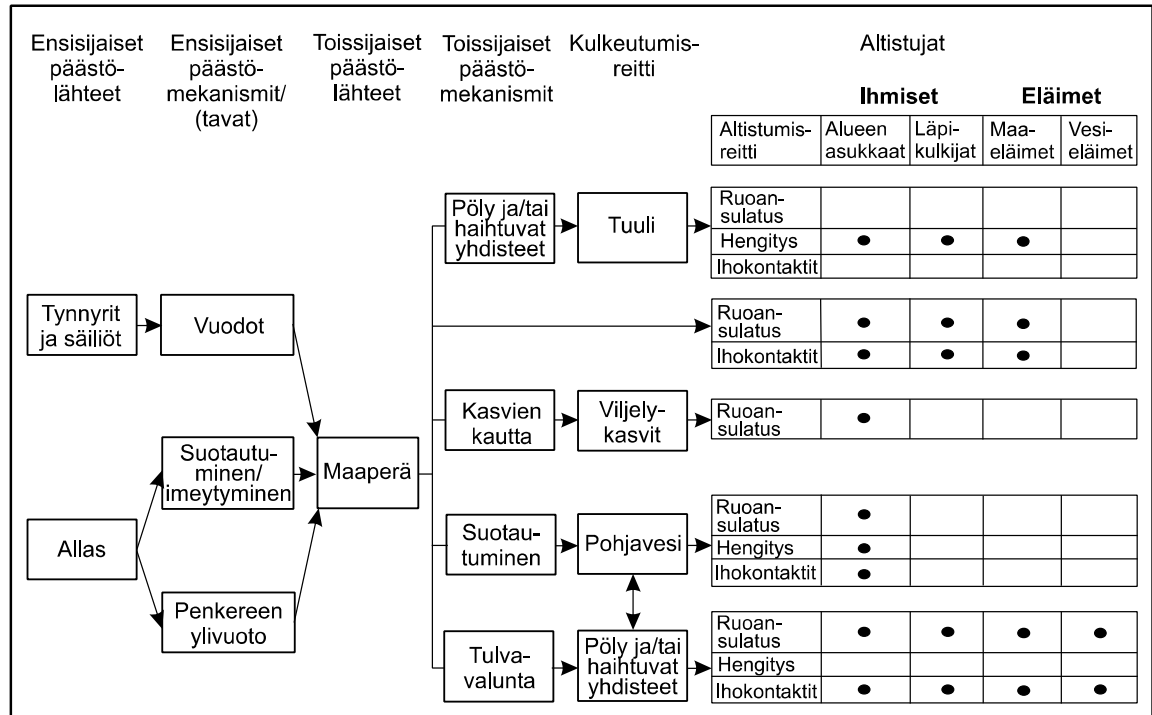 Ensisijaiset
päästö-
lähteet
Ensisijaiset
päästö-
mekanismit/
(tavat)
Toissijaiset
päästö-
lähteet
Toissijaiset
päästö-
mekanismit
Kulkeutumis-
reitti
Altistujat
Ihmiset
Eläimet
Altistumis-
reitti
Alueen
asukkaat
Läpi-
kulkijat
Maa-
eläimet
Vesi-
eläimet
Pöly ja/tai
haihtuvat
yhdisteet
Tuuli
Ruoan-
sulatus
Hengitys
Ihokontaktit
Tynnyrit
ja säiliöt
Vuodot
Ruoan-
sulatus
Ihokontaktit
Kasvien
kautta
Viljely-
kasvit
Ruoan-
sulatus
Suotautu-
minen/
imeytyminen
Maaperä
Allas
Suotau-
tuminen
Pohjavesi
Ruoan-
sulatus
Hengitys
Ihokontaktit
Penkereen
ylivuoto
Tulva-
valunta
Pöly ja/tai
haihtuvat
yhdisteet
Ruoan-
sulatus
Hengitys
Ihokontaktit